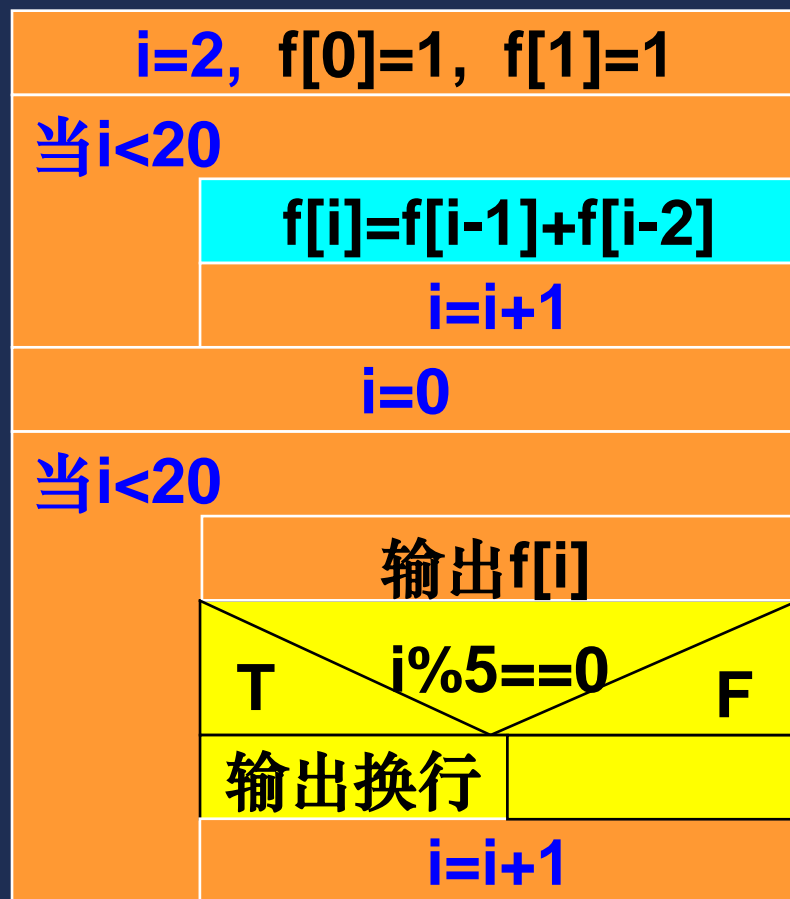 i=2, f[0]=1, f[1]=1
当i<20
f[i]=f[i-1]+f[i-2]
i=i+1
i=0
当i<20
输出f[i]
i%5==0
T
F
输出换行
i=i+1